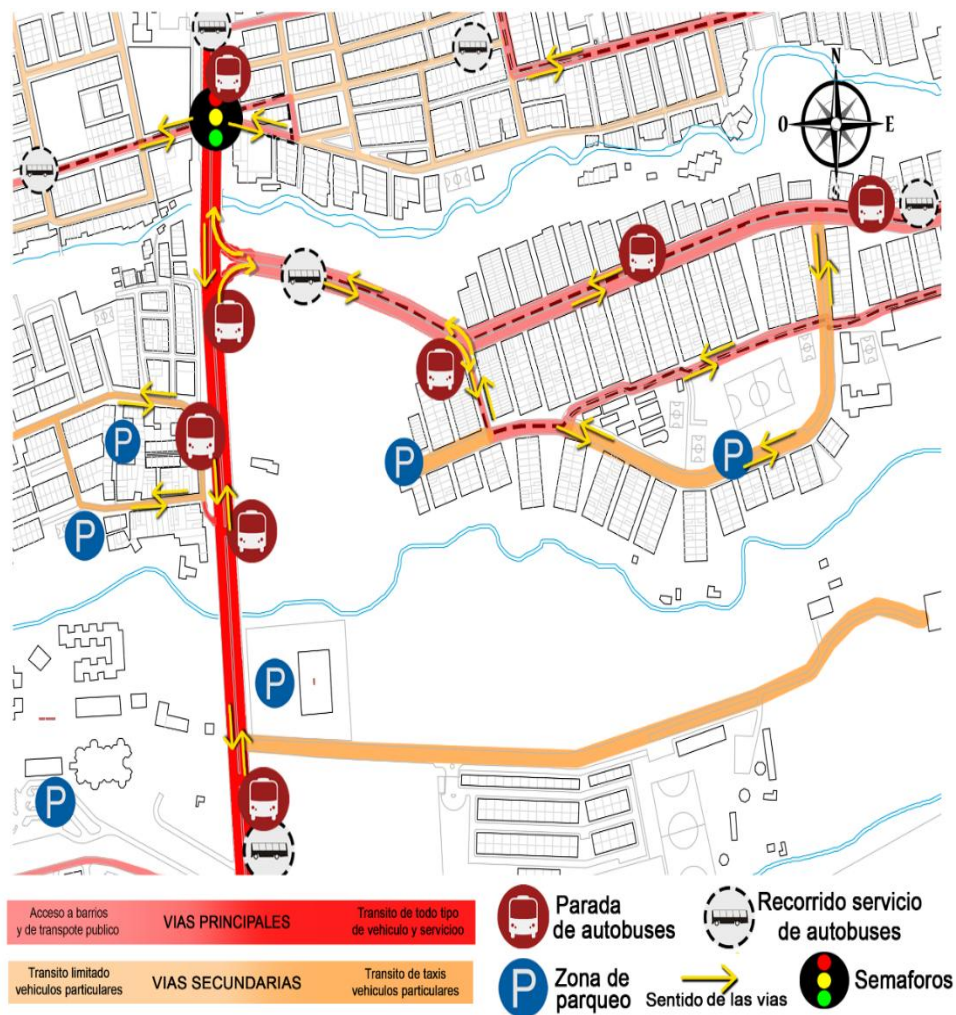 N
O E
S
P
P
P
P
P
P
Acceso a barrios
y de transpote publico
VIAS PRINCIPALES
Transito de todo tipo
de vehiculo y servicioo
Transito limitado
vehiculos particulares
VIAS SECUNDARIAS
Transito de taxis
vehiculos particulares
Parada
de autobuses
Recorrido servicio
de autobuses
P
Zona de
parqueo
Sentido de las vias
Semaforos